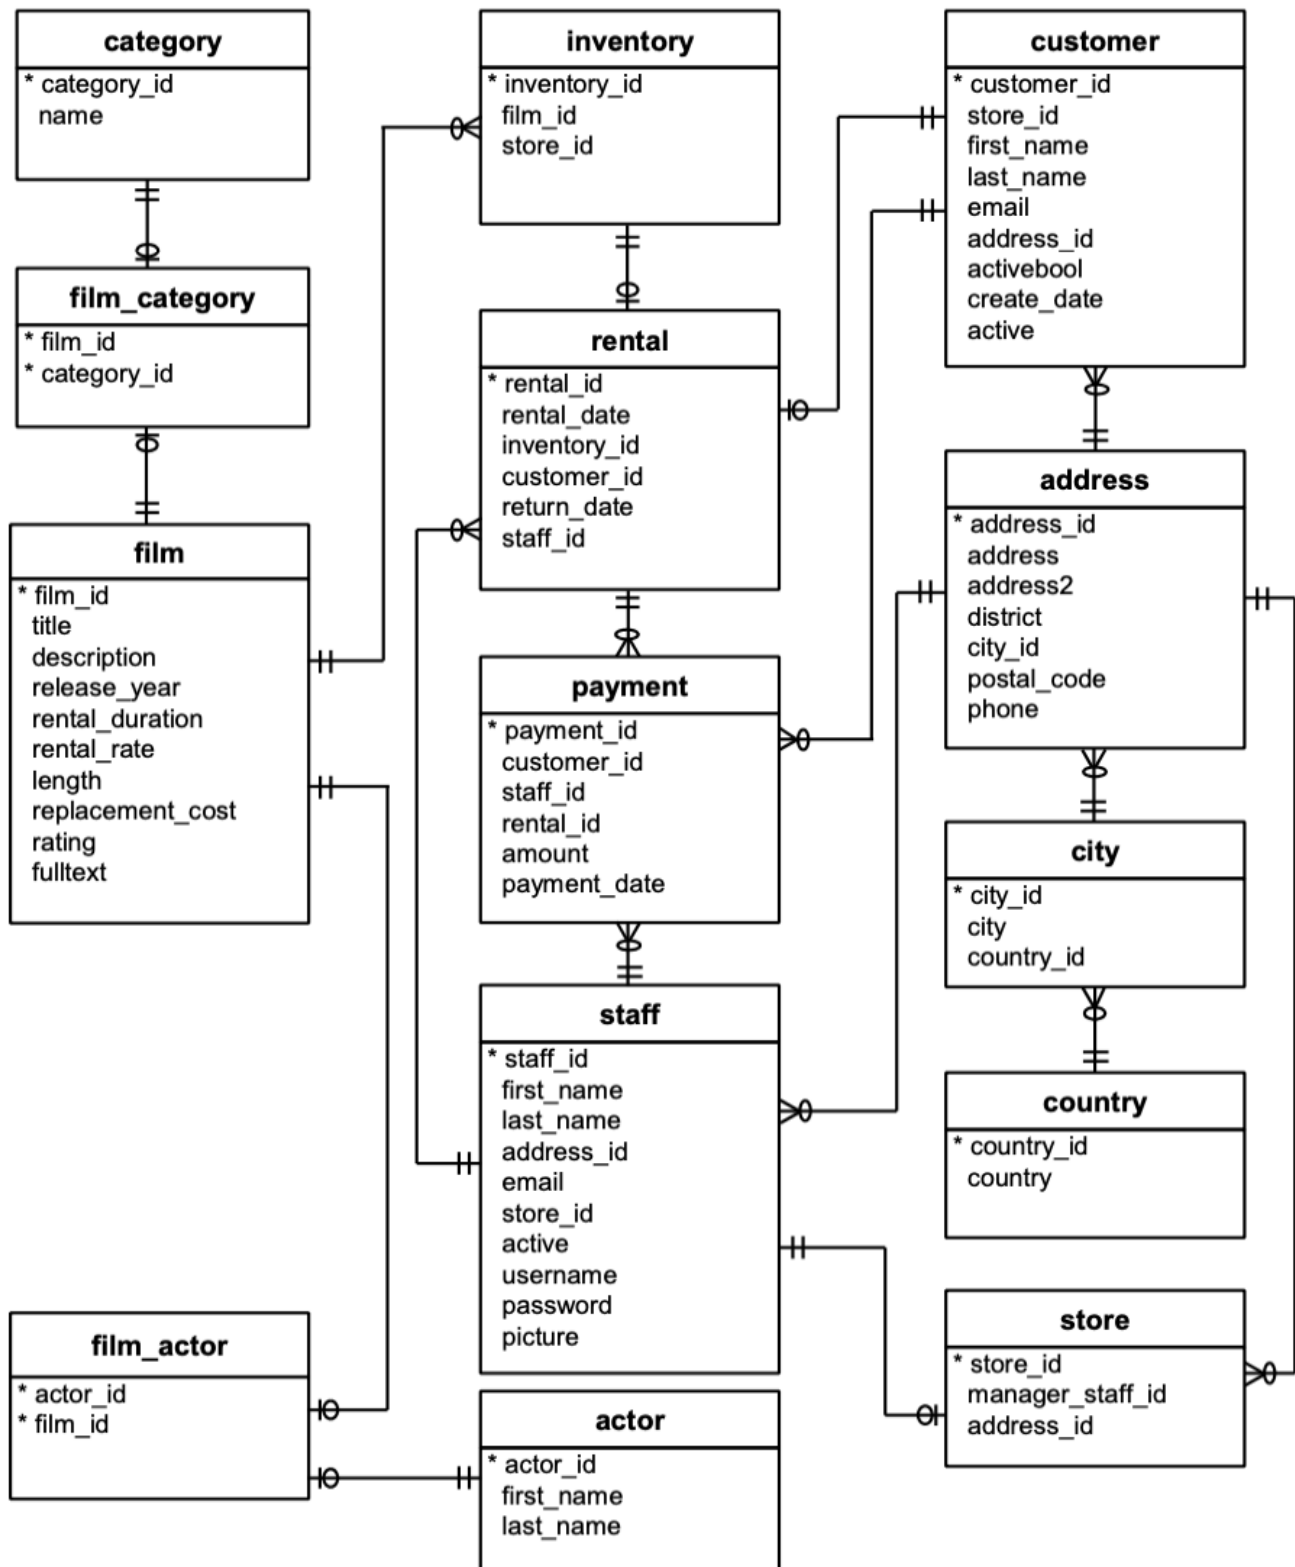 category
* category_id
name
film_category
* film_id
* category_id
film
* film_id
title
description
release_year
rental_duration
rental_rate
length
replacement_cost
rating
fulltext
film_actor
* actor_id
* film_id
inventory
* inventory_id
film_id
store_id
rental
* rental_id
rental_date
inventory_id
customer_id
return_date
staff_id
payment
* payment_id
customer_id
staff_id
rental_id
amount
payment_date
staff
* staff_id
first_name
last_name
address_id
email
store_id
active
username
password
picture
actor
* actor_id
first_name
last_name
customer
* customer_id
store_id
first_name
last_name
email
address_id
activebool
create_date
active
address
* address_id
address
address2
district
city_id
postal_code
phone
city
* city_id
city
country_id
country
* country_id
country
store
* store_id
manager_staff_id
address_id